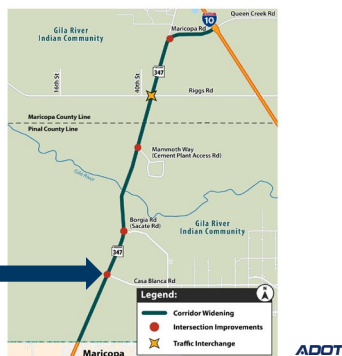 Queen Creek Rd
10
Gila River
Indian Community
Maricopa Rd
347
16th St
40th St
Riggs Rd
Maricopa County Line
Pinal County Line
Mammoth Way
(Cement Plant Access Rd)
Gila River
Borgia Rd
(Sacate Rd)
Gila River
Indian Community
347
Casa Blanca Rd
Legend:
Corridor Widening
Intersection Improvements
Traffic Interchange
Maricopa
ADOT